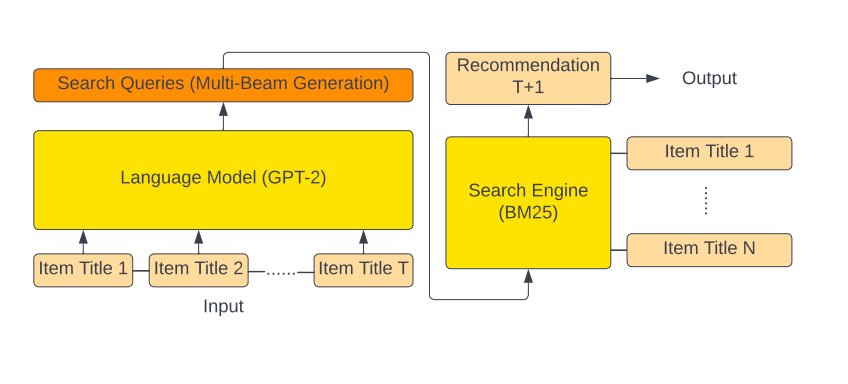 Search Queries (Multi-Beam Generation)
Language Model (GPT-2)
Item Title 1
Item Title 2
......
Item Title T
Input
Recommendation
T+1
Output
Search Engine
(BM25)
Item Title 1
......
Item Title N